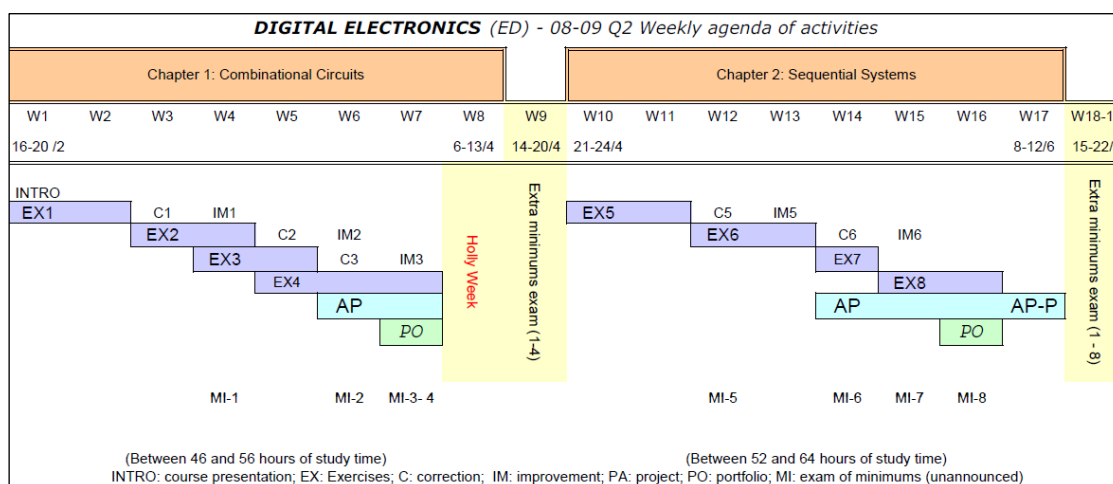 DIGITAL ELECTRONICS (ED) - 08-09 Q2 Weekly agenda of activities
Chapter 1: Combinational Circuits Chapter 2: Sequential Systems
W1 W2 W3 W4 W5 W6 W7 W8 W9 W10 W11 W12 W13 W14 W15 W16 W17 W18-1
16-20 /2 6-13/4 14-20/4 21-24/4 8-12/6 15-22/
INTRO
EX1 C1 IM1 EX5 C5 IM5
EX2 C2 IM2 EX6 C6 IM6
EX3 C3 IM3 EX7
EX4 EX8
AP AP AP-P
PO PO
Holly Week
Extra minimums exam (1-4)
Extra minimums exam (1 - 8)
MI-1 MI-2 MI-3- 4 MI-5 MI-6 MI-7 MI-8
(Between 46 and 56 hours of study time) (Between 52 and 64 hours of study time)
INTRO: course presentation; EX: Exercises; C: correction; IM: improvement; PA: project; PO: portfolio; MI: exam of minimums (unannounced)